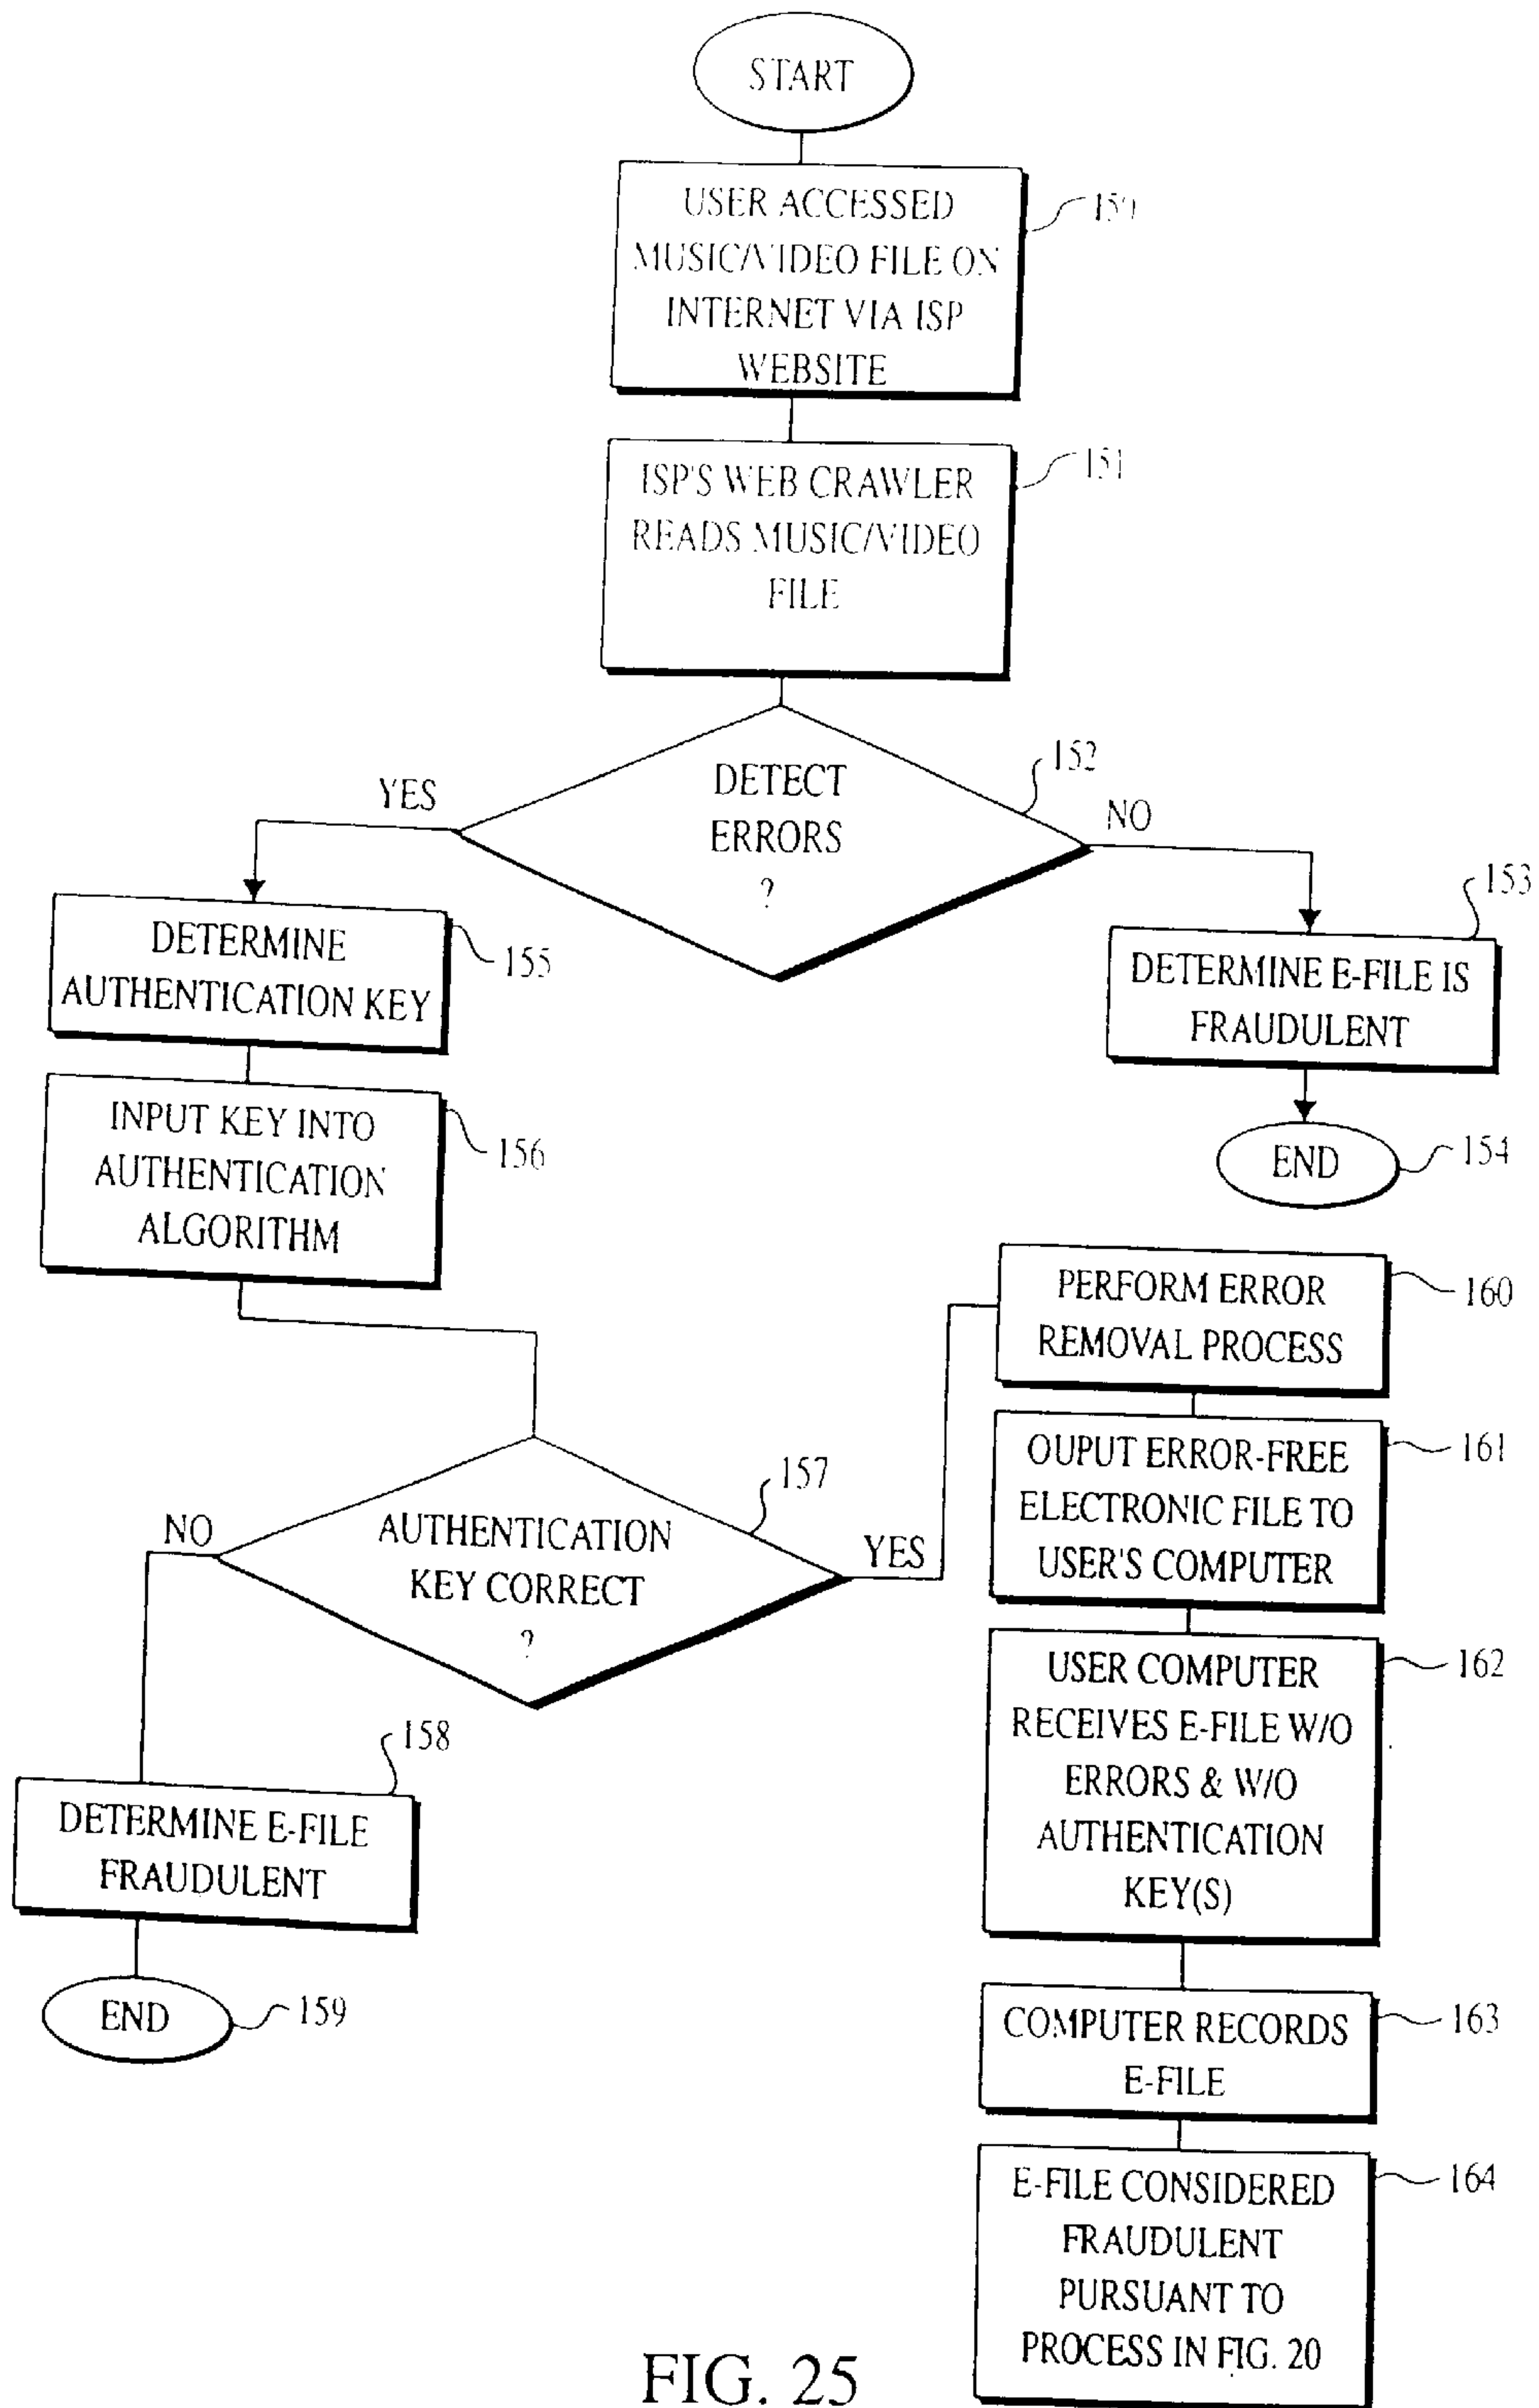 START
USER ACCESSED
MUSIC/VIDEO FILE ON
INTERNET VIA ISP
WEBSITE
150
ISP'S WEB CRAWLER
READS MUSIC/VIDEO
FILE
151
DETECT
ERRORS
?
152
YES
NO
153
DETERMINE E-FILE IS
FRAUDULENT
END
154
DETERMINE
AUTHENTICATION KEY
155
INPUT KEY INTO
AUTHENTICATION
ALGORITHM
156
AUTHENTICATION
KEY CORRECT
?
157
NO
YES
158
DETERMINE E-FILE
FRAUDULENT
END
159
PERFORM ERROR
REMOVAL PROCESS
160
OUPUT ERROR-FREE
ELECTRONIC FILE TO
USER'S COMPUTER
161
USER COMPUTER
RECEIVES E-FILE W/O
ERRORS & W/O
AUTHENTICATION
KEY(S)
162
COMPUTER RECORDS
E-FILE
163
E-FILE CONSIDERED
FRAUDULENT
PURSUANT TO
PROCESS IN FIG. 20
164
FIG. 25